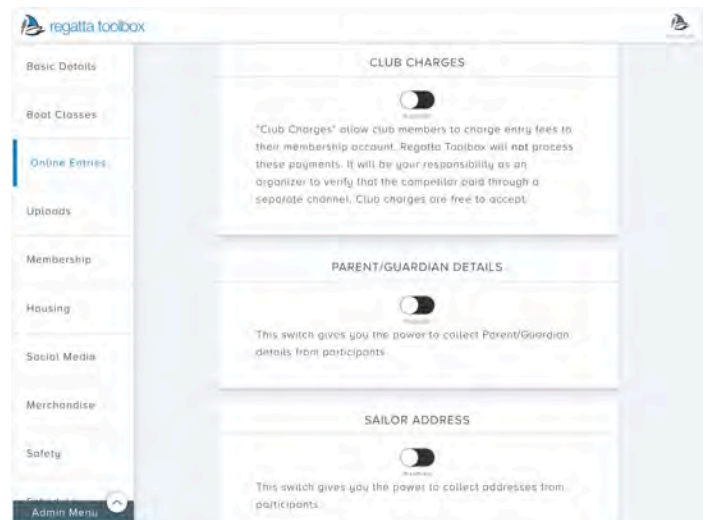 regatta toolbox
Basic Details
Boat Classes
Online Entries
Uploads
Membership
Housing
Social Media
Merchandise
Safety
Admin Menu
CLUB CHARGES
"Club Charges" allow club members to charge entry fees to
their membership account. Regatta Toolbox will not process
these payments. It will be your responsibility as an
organizer to verify that the competitor paid through a
separate channel. Club charges are free to accept.
PARENT/GUARDIAN DETAILS
This switch gives you the power to collect Parent/Guardian
details from participants.
SAILOR ADDRESS
This switch gives you the power to collect addresses from
participants.